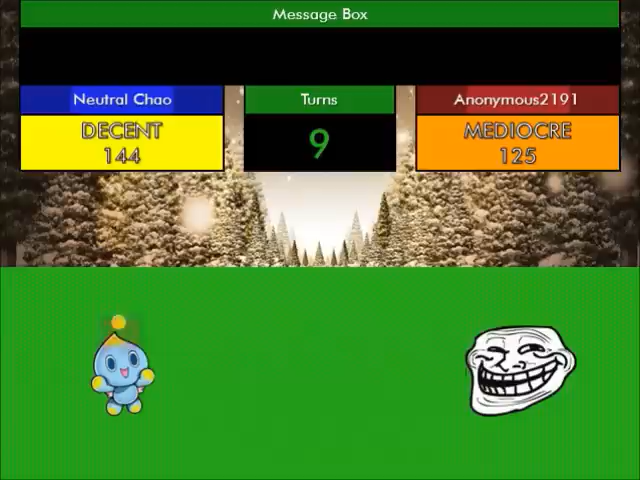 Message Box
Neutral Chao
Turns
Anonymous2191
DECENT
144
9
MEDIOCRE
125